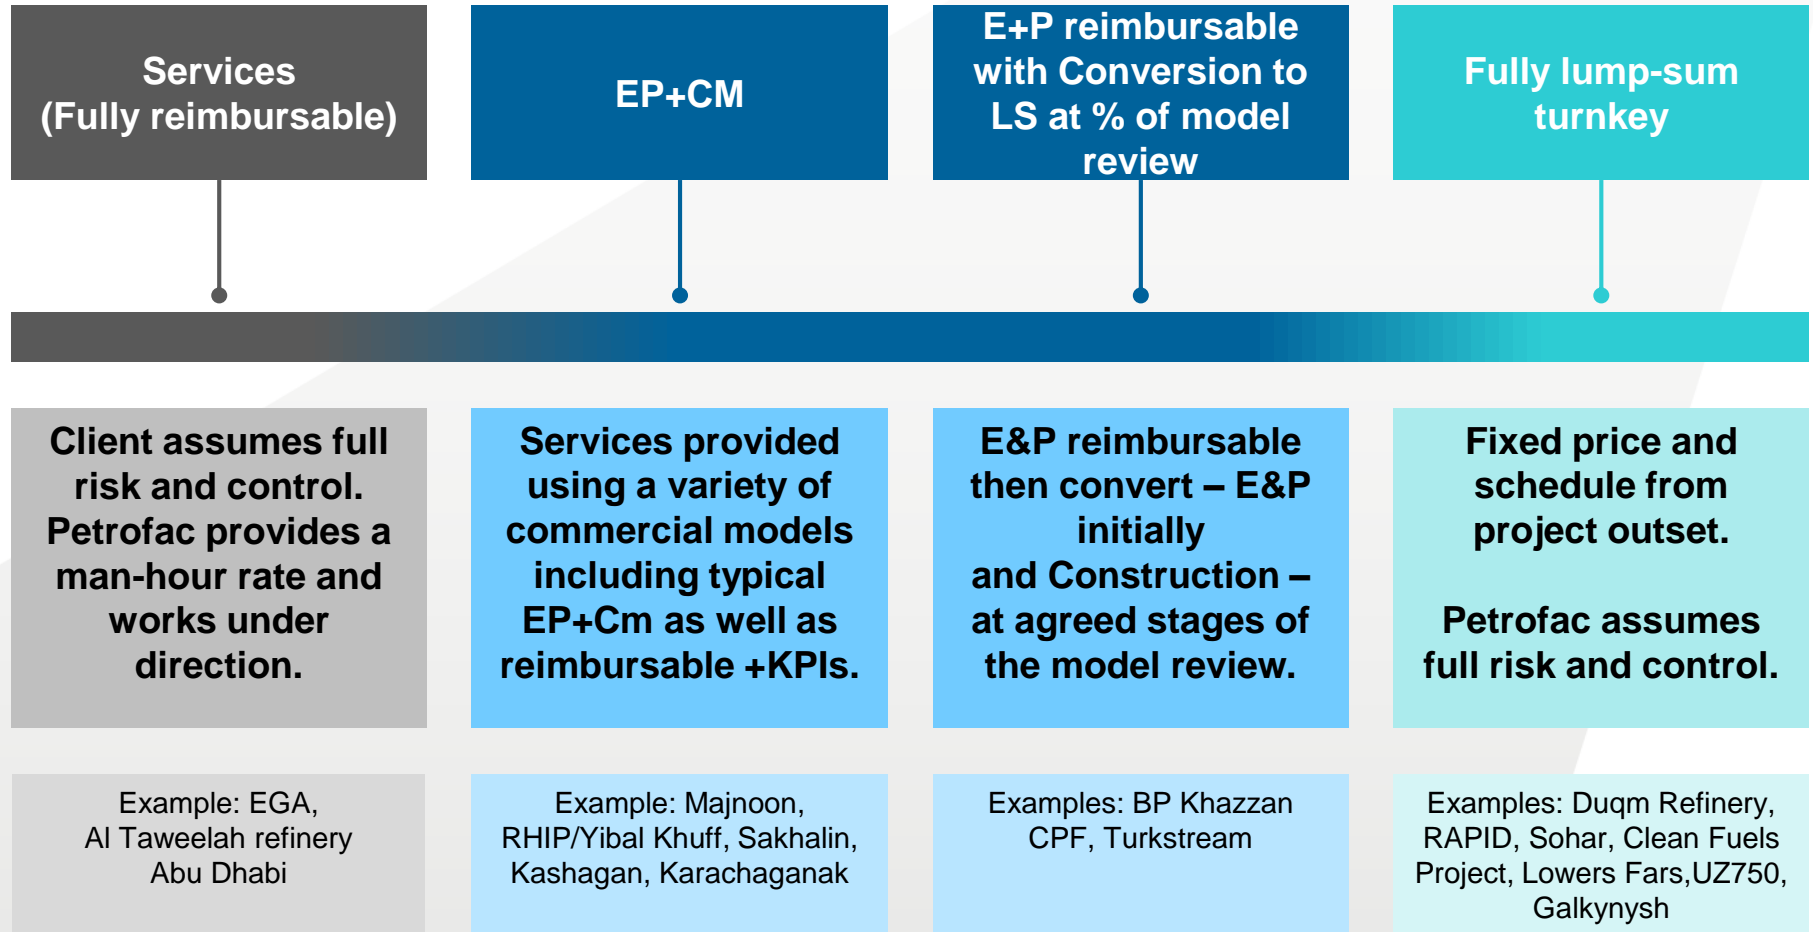 Services
(Fully reimbursable)
EP+CM
E+P reimbursable
with Conversion to
LS at % of model
review
Fully lump-sum
turnkey
Client assumes full
risk and control.
Petrofac provides a
man-hour rate and
works under
direction.
Services provided
using a variety of
commercial models
including typical
EP+Cm as well as
reimbursable +KPIs.
E&P reimbursable
then convert – E&P
initially
and Construction –
at agreed stages of
the model review.
Fixed price and
schedule from
project outset.
Petrofac assumes
full risk and control.
Example: EGA,
Al Taweelah refinery
Abu Dhabi
Example: Majnoon,
RHIP/Yibal Khuff, Sakhalin,
Kashagan, Karachaganak
Examples: BP Khazzan
CPF, Turkstream
Examples: Duqm Refinery,
RAPID, Sohar, Clean Fuels
Project, Lowers Fars,UZ750,
Galkynysh